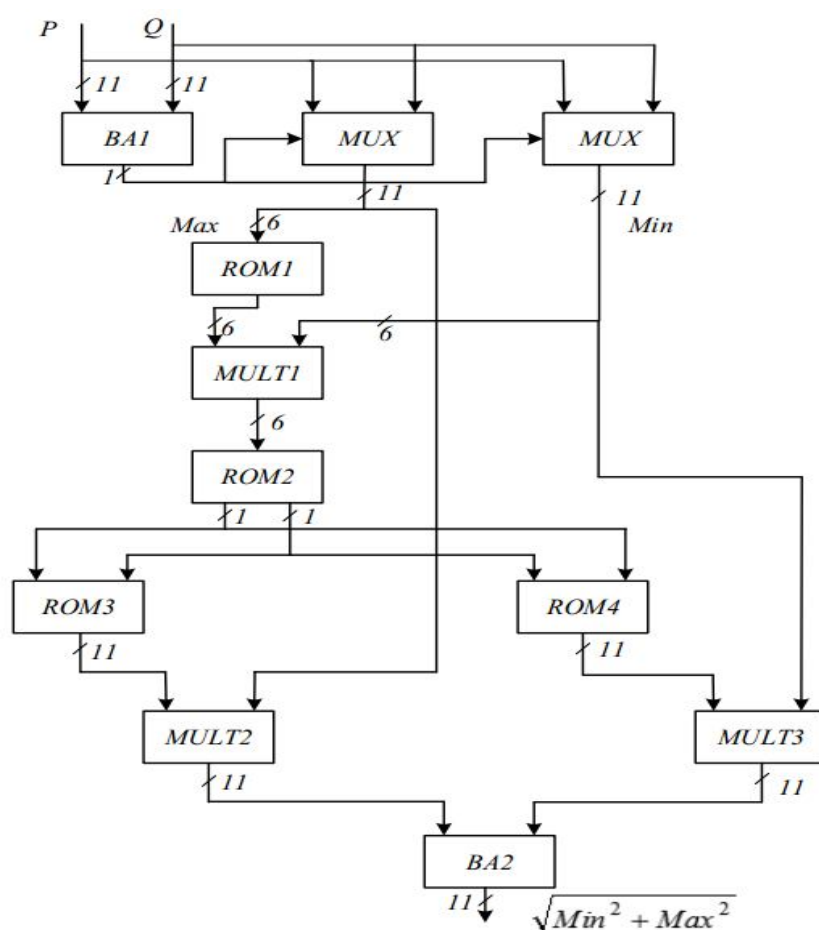 P Q
11 11
BA1 MUX MUX
1 11 11
Max 6 Min
ROM1
6 6
MULT1
6
ROM2
1 1
ROM3 ROM4
11 11
MULT2 MULT3
11 11
BA2
11 √Min² + Max²